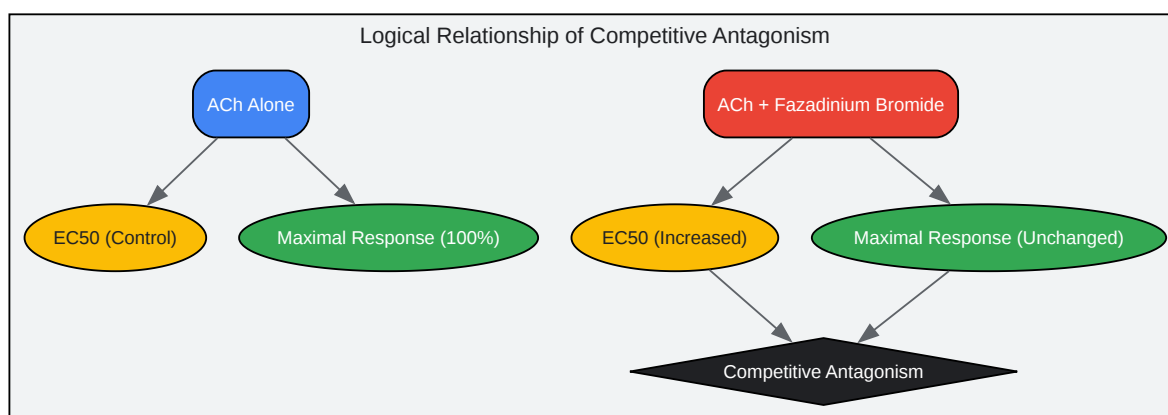 Logical Relationship of Competitive Antagonism
ACh Alone
ACh + Fazadinium Bromide
EC50 (Control)
Maximal Response (100%)
EC50 (Increased)
Maximal Response (Unchanged)
Competitive Antagonism